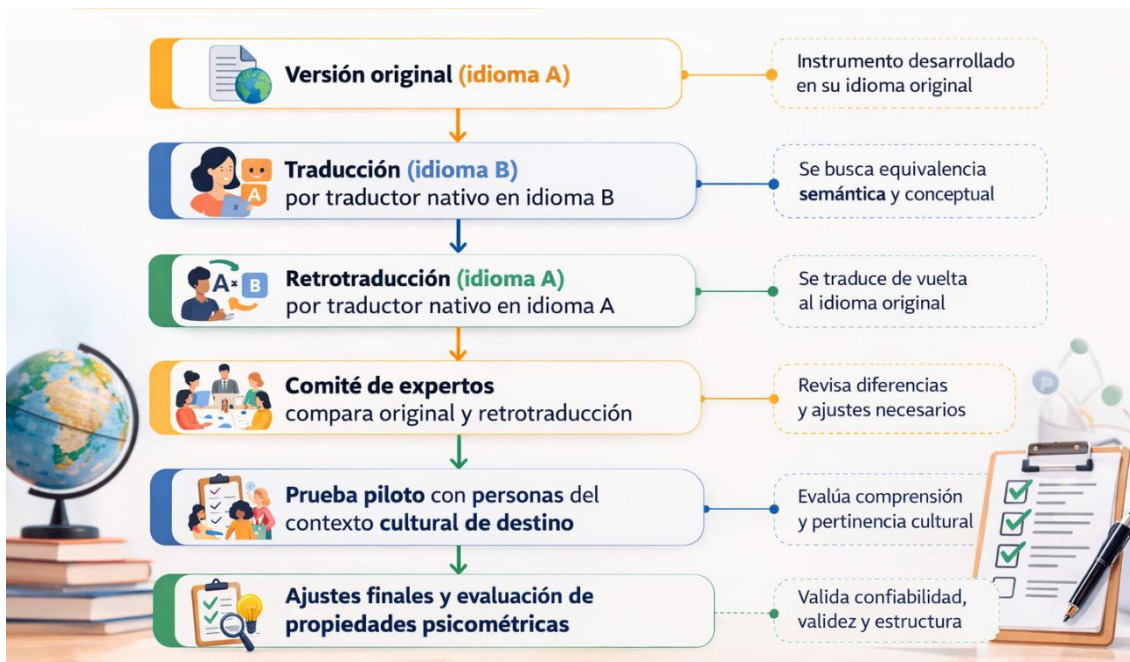 Versión original (idioma A)
Instrumento desarrollado
en su idioma original
Traducción (idioma B)
por traductor nativo en idioma B
Se busca equivalencia
semántica y conceptual
A
Retrotraducción (idioma A)
por traductor nativo en idioma A
Se traduce de vuelta
al idioma original
A
B
Comité de expertos
compara original y retrotraducción
Revisa diferencias
y ajustes necesarios
P
Prueba piloto con personas del
contexto cultural de destino
Evalúa comprensión
y pertinencia cultural
Ajustes finales y evaluación de
propiedades psicométricas
Valida confiabilidad,
validez y estructura